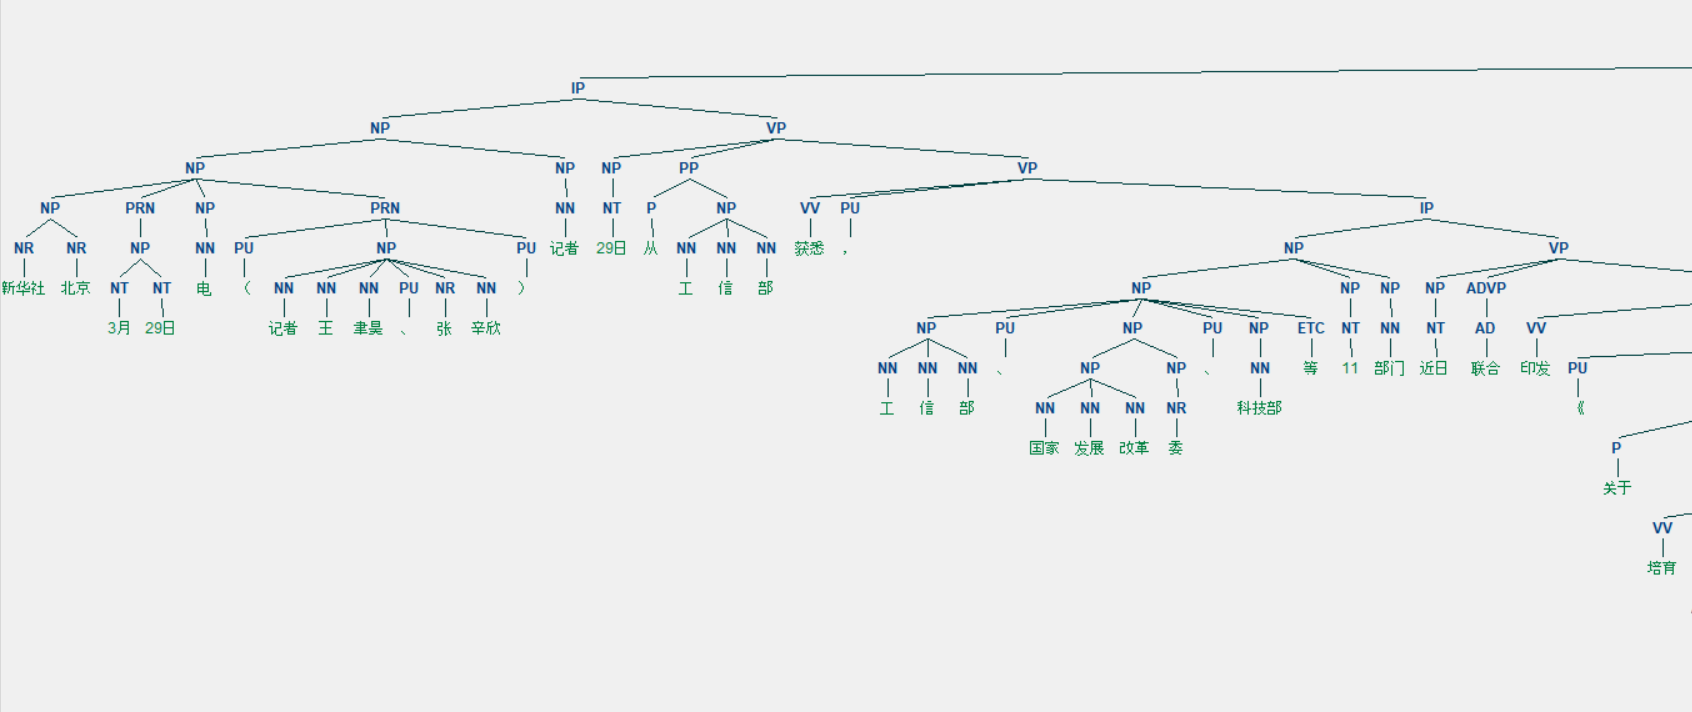 IP
NP VP
NP NP NP PP VP
NP PRN NP PRN NN NT P NP VV PU IP
NR NR NP NN PU NP PU 记者 29日 从 NN NN NN 获悉 , NP VP
新华社 北京 NT NT 电 ( NN NN NN PU NR NN ) 工 信 部 NP NP NP NP ADVP
3月 29日 记者 王 聿昊 、 张 辛欣 NP PU NP PU NP ETC NT NN NT AD VV
NN NN NN 、 NP NP 、 NN 等 11 部门 近日 联合 印发 PU
工 信 部 NN NN NN NR 科技部 《
国家 发展 改革 委 P
关于
VV
培育